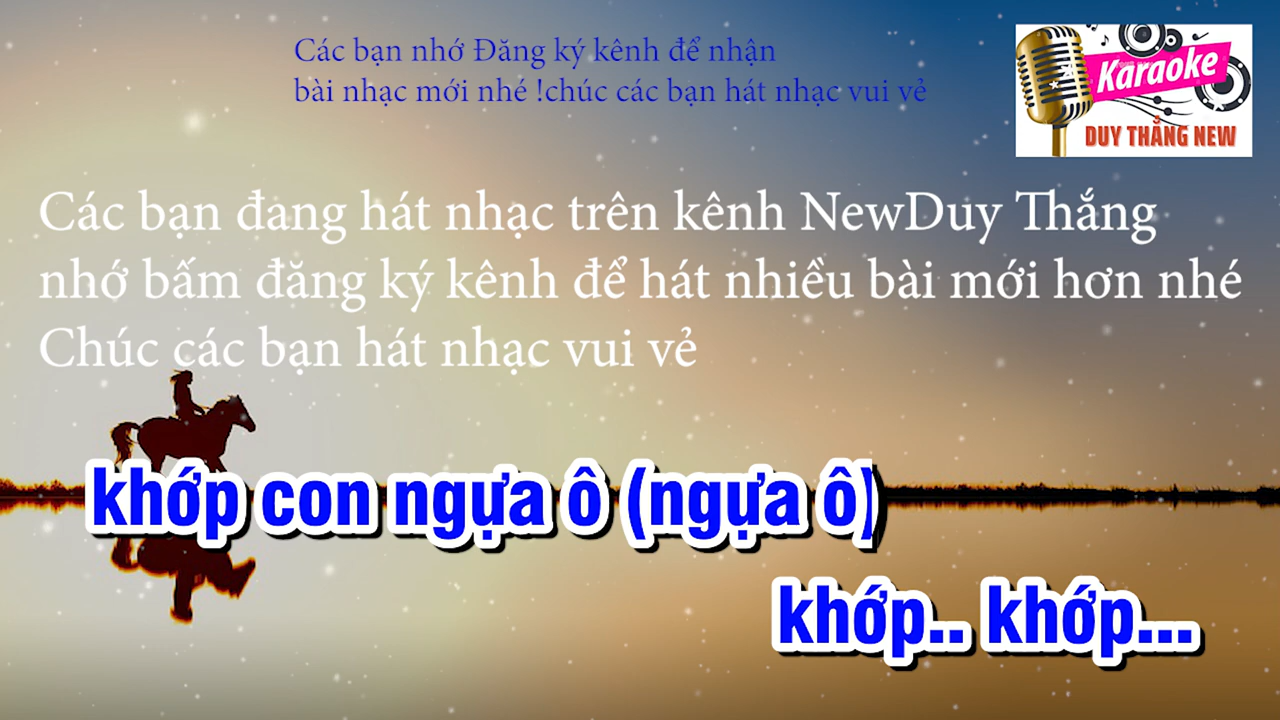 Các bạn nhớ Đăng ký kênh để nhận
bài nhạc mới nhé !chúc các bạn hát nhạc vui vẻ
Karaoke
DUY THẮNG NEW
Các bạn đang hát nhạc trên kênh NewDuy Thắng
nhớ bấm đăng ký kênh để hát nhiều bài mới hơn nhé
Chúc các bạn hát nhạc vui vẻ
khớp con ngựa ô (ngựa ô)
khớp.. khớp...